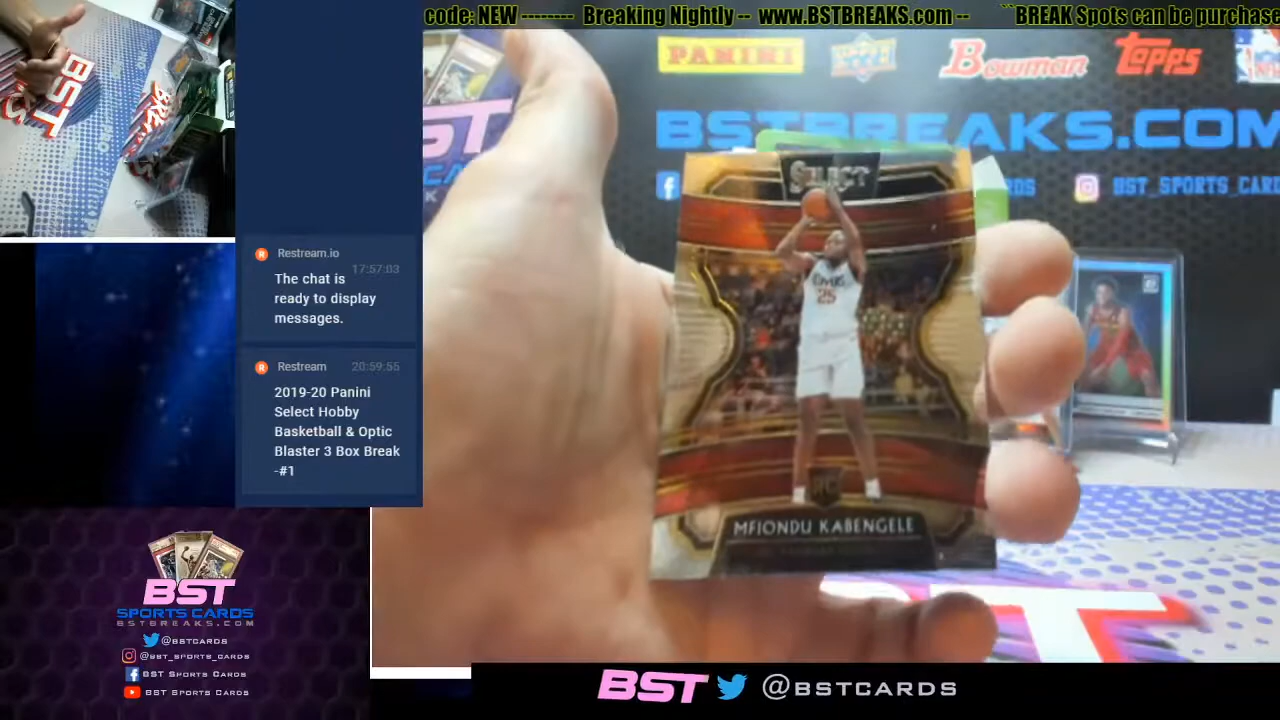 code: NEW -------- Breaking Nightly -- www.BSTBREAKS.com -- ``BREAK Spots can be purchase
PANINI
UPPER DECK
Bowman
TOPPS
BSTBREAKS.COM
BST_SPORTS_CARD
BST
SELECT
25
RC
MFIONDU KABENGELE
Restream.io
17:57:03
The chat is
ready to display
messages.
Restream 20:59:55
2019-20 Panini
Select Hobby
Basketball & Optic
Blaster 3 Box Break
-#1
BST
SPORTS CARDS
BSTBREAKS.COM
@BSTCARDS
@BST_SPORTS_CARDS
BST Sports Cards
BST Sports Cards
BST @BSTCARDS